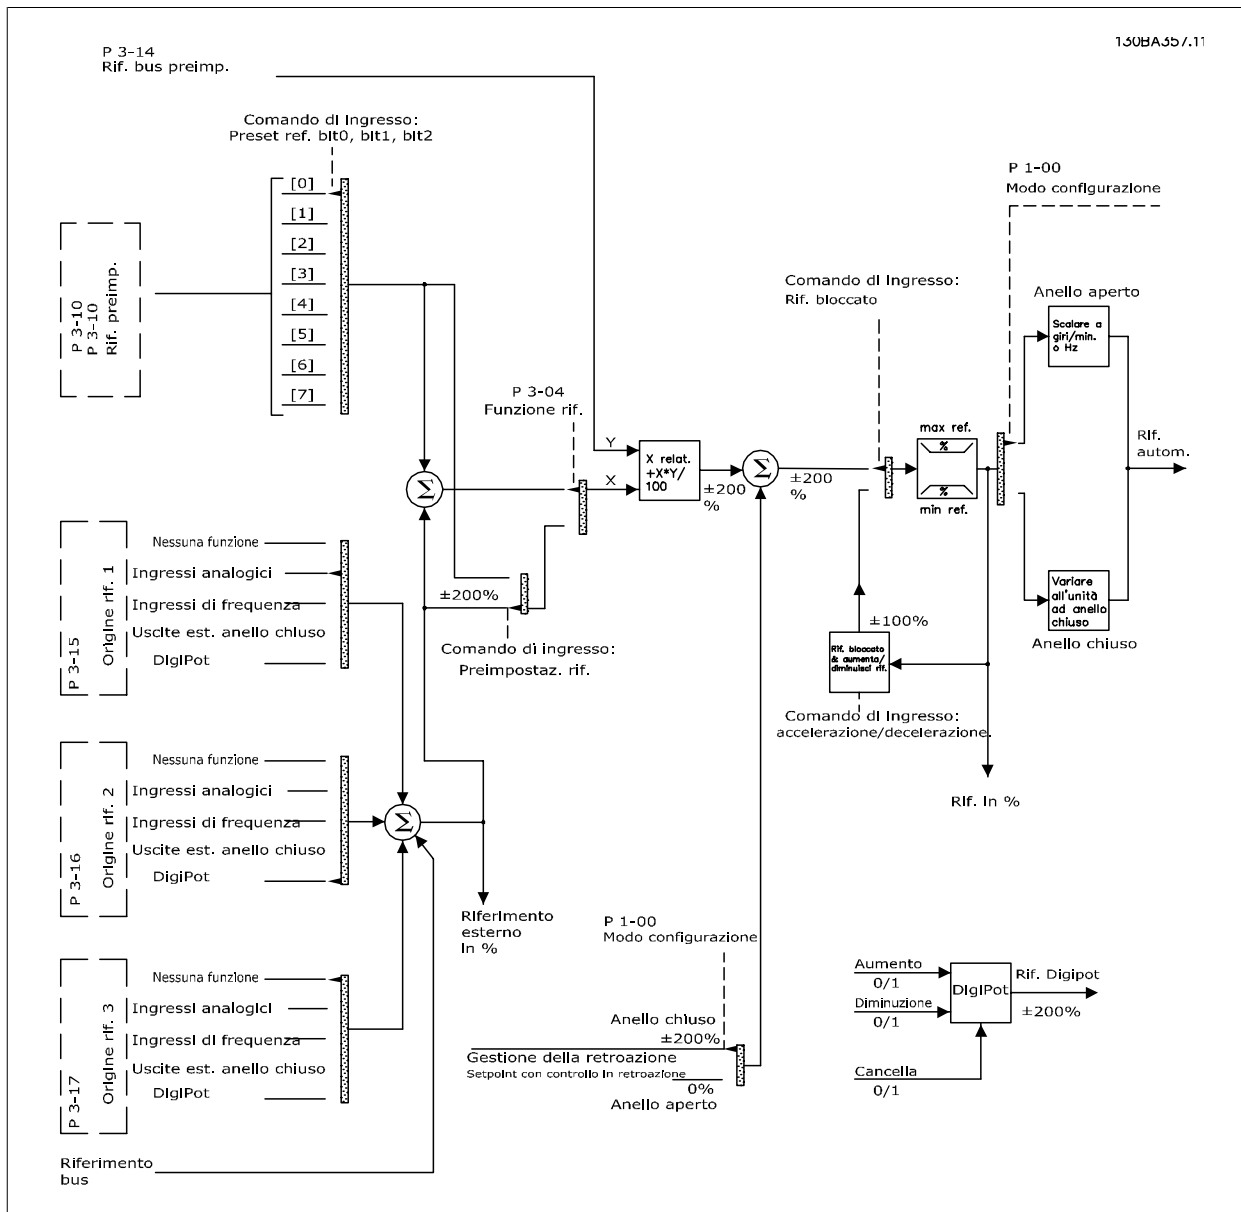 130BA357.11
P 3-14
Rif. bus preimp.
Comando di Ingresso:
Preset ref. bit0, bit1, bit2
[0]
[1]
[2]
[3]
[4]
[5]
[6]
[7]
P 3-10
P 3-10
Rif. preimp.
P 1-00
Modo configurazione
Comando di Ingresso:
Rif. bloccato
Anello aperto
Scalare a
giri/min.
o Hz
P 3-04
Funzione rif.
Y
X
X relat.
+X*Y/
100
±200
%
Σ
±200
%
max ref.
%
%
min ref.
Rif.
autom.
Σ
Variare
all'unità
ad anello
chiuso
Anello chiuso
±100%
Rif. bloccato
& aumenta/
diminuisci rif.
Comando di Ingresso:
accelerazione/decelerazione.
Rif. In %
±200%
Comando di ingresso:
Preimpostaz. rif.
P 3-15
Origine rif. 1
Nessuna funzione
Ingressi analogici
Ingressi di frequenza
Uscite est. anello chiuso
DigiPot
P 3-16
Origine rif. 2
Nessuna funzione
Ingressi analogici
Ingressi di frequenza
Uscite est. anello chiuso
DigiPot
Σ
Riferimento
esterno
In %
P 3-17
Origine rif. 3
Nessuna funzione
Ingressi analogici
Ingressi di frequenza
Uscite est. anello chiuso
DigiPot
Riferimento
bus
P 1-00
Modo configurazione
Anello chiuso
±200%
Gestione della retroazione
Setpoint con controllo in retroazione
0%
Anello aperto
Aumento
0/1
Diminuzione
0/1
Cancella
0/1
DigiPot
Rif. Digipot
±200%